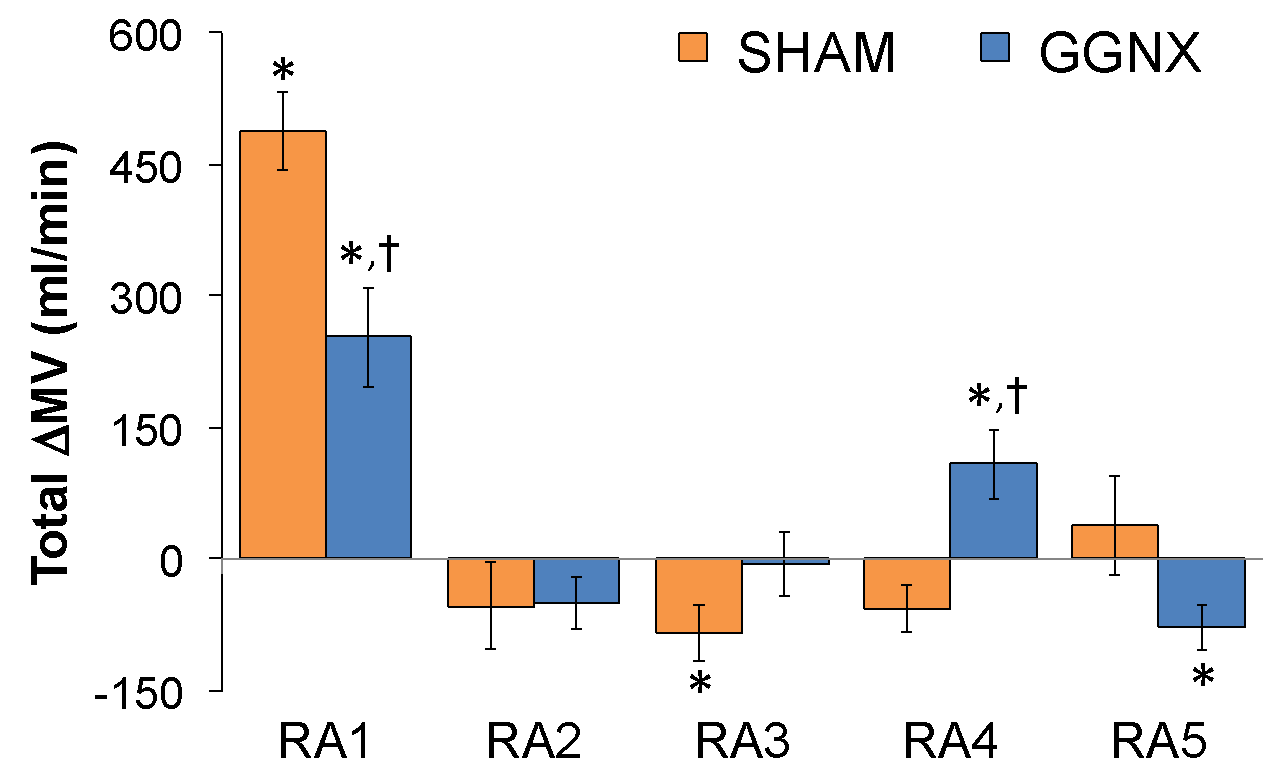 600
SHAM
GGNX
*
450
*,†
300
150
*,†
0
*
*
-150
RA1
RA2
RA3
RA4
RA5
Total ΔMV (ml/min)